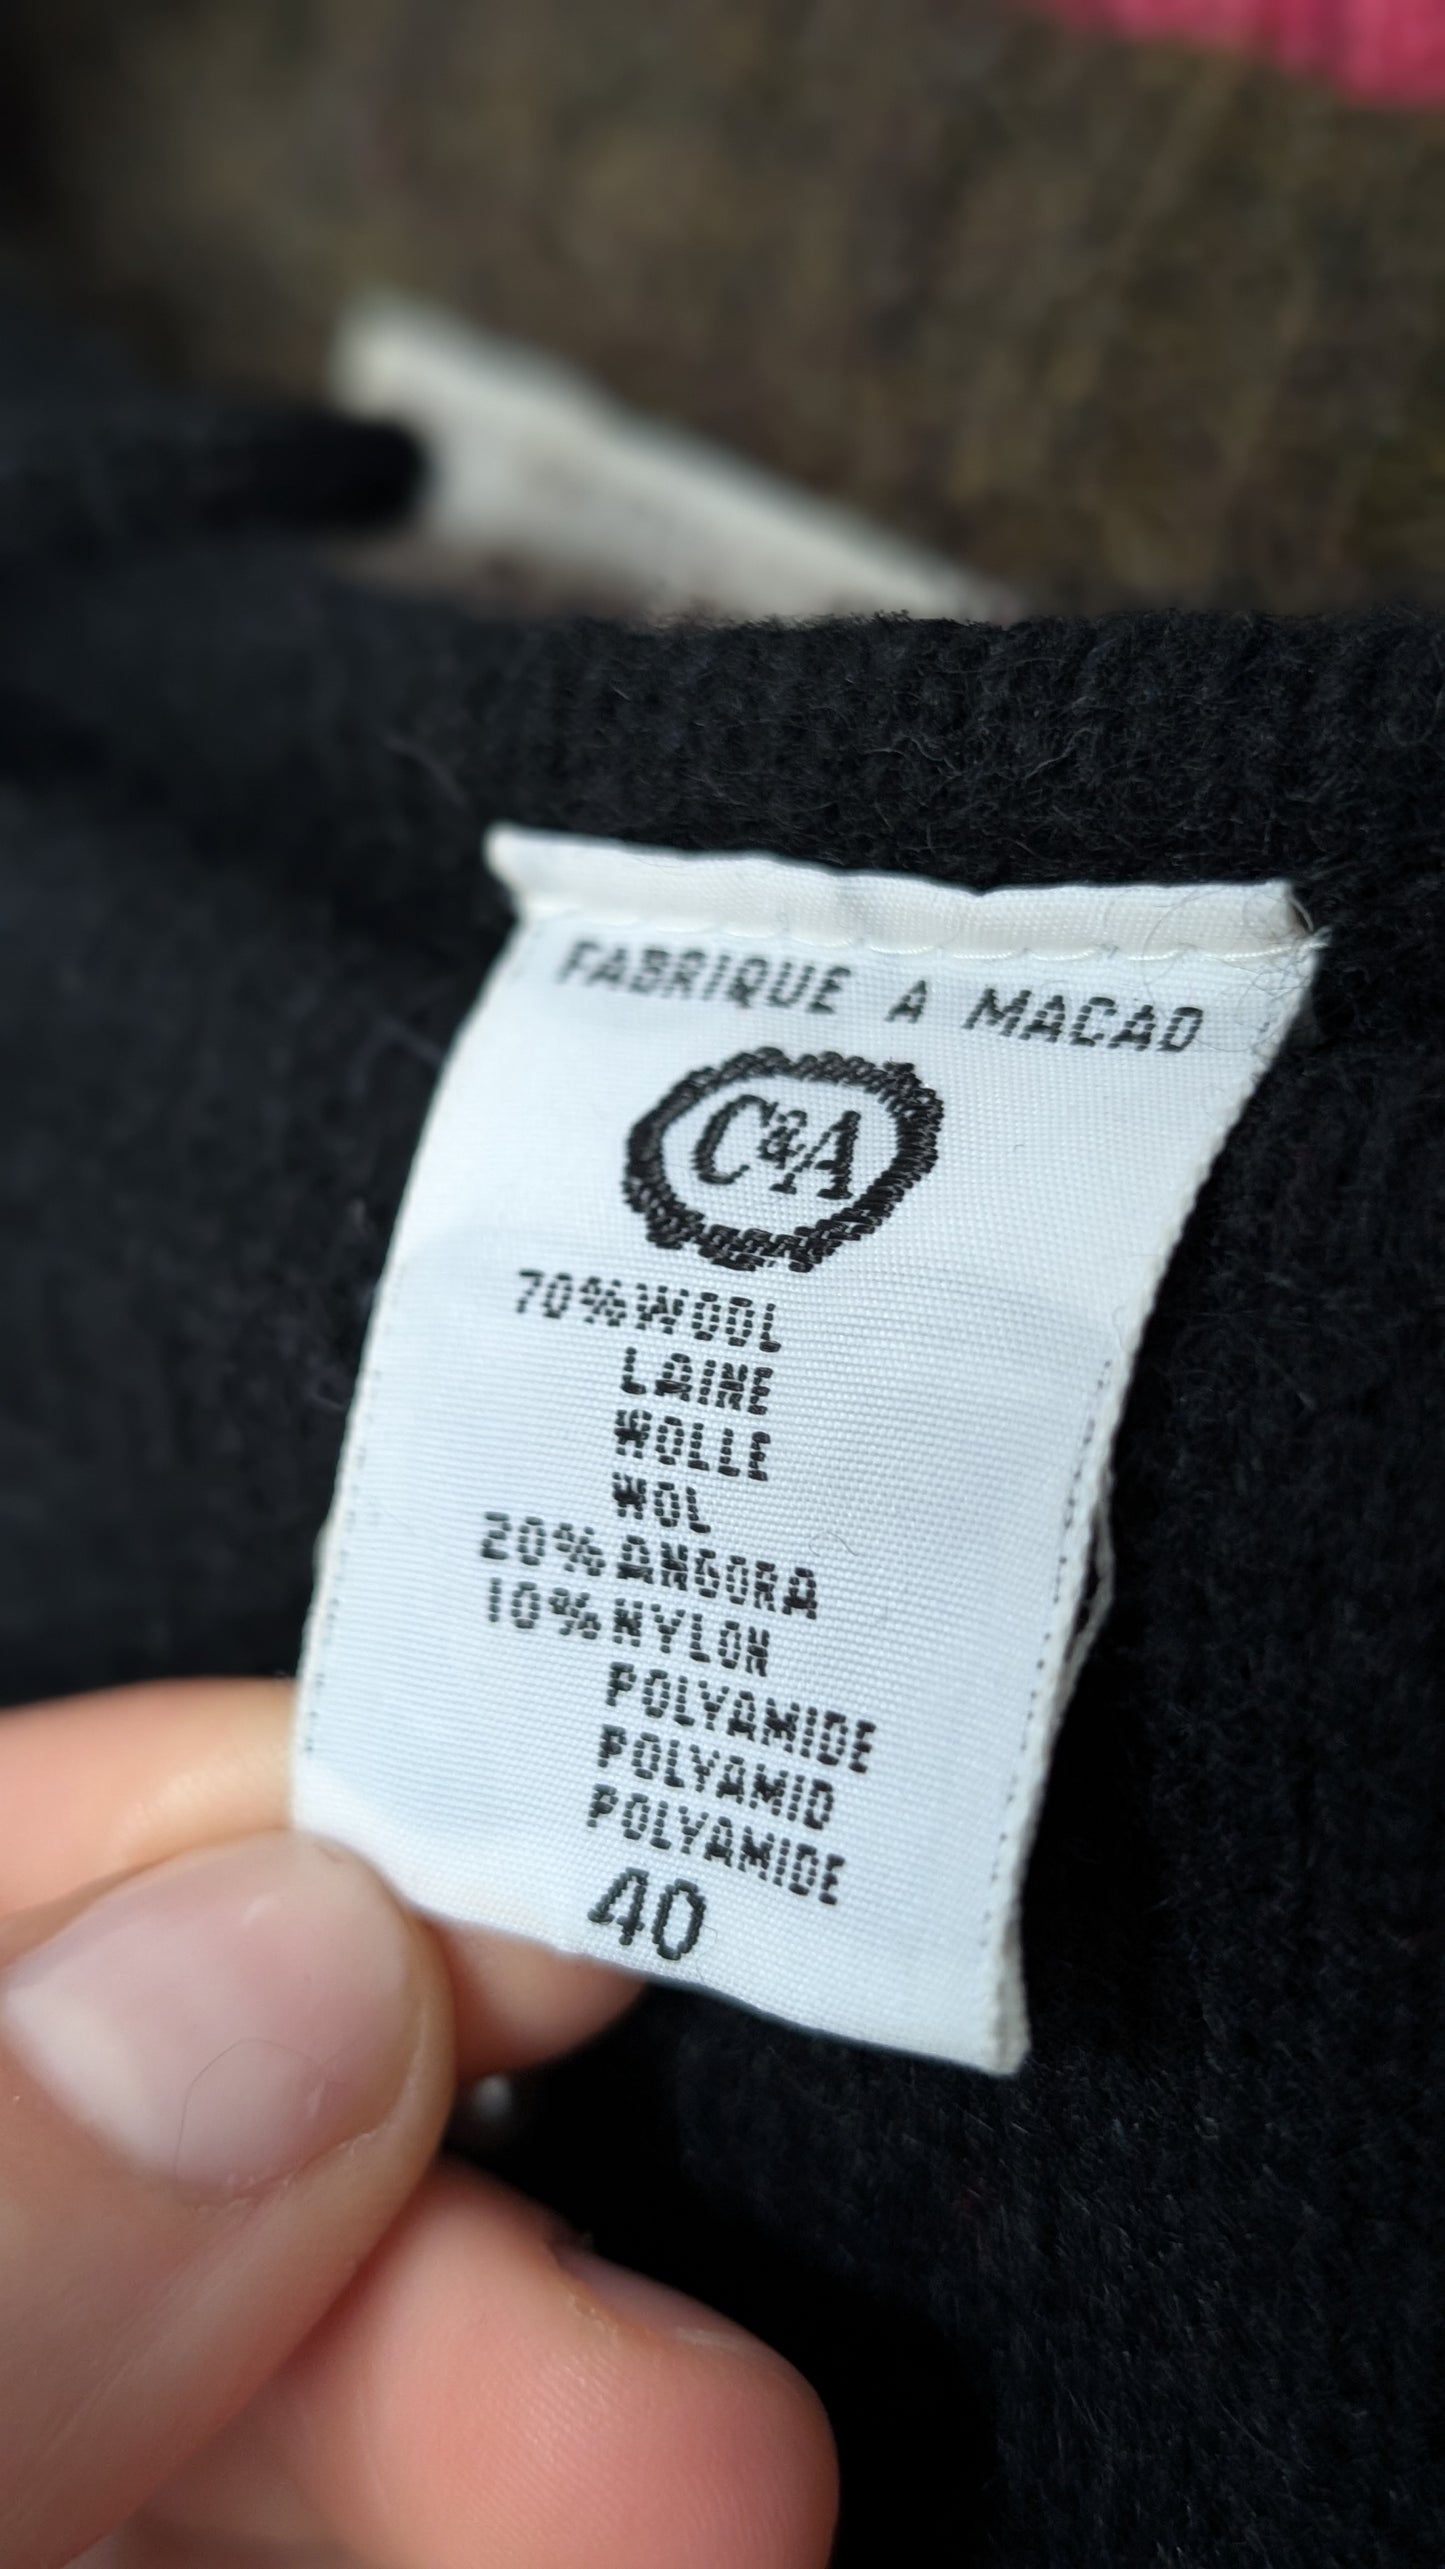 FABRIQUE A MACAO
C&A
70% WOOL
LAINE
WOLLE
WOL
20% ANGORA
10% NYLON
POLYAMIDE
POLYAMID
POLYAMIDE
40